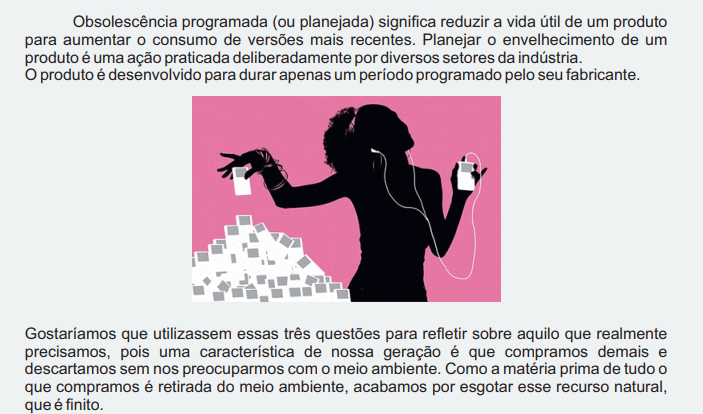 Obsolescência programada (ou planejada) significa reduzir a vida útil de um produto
para aumentar o consumo de versões mais recentes. Planejar o envelhecimento de um
produto é uma ação praticada deliberadamente por diversos setores da indústria.
O produto é desenvolvido para durar apenas um período programado pelo seu fabricante.
Gostaríamos que utilizassem essas três questões para refletir sobre aquilo que realmente
precisamos, pois uma característica de nossa geração é que compramos demais e
descartamos sem nos preocuparmos com o meio ambiente. Como a matéria prima de tudo o
que compramos é retirada do meio ambiente, acabamos por esgotar esse recurso natural,
que é finito.